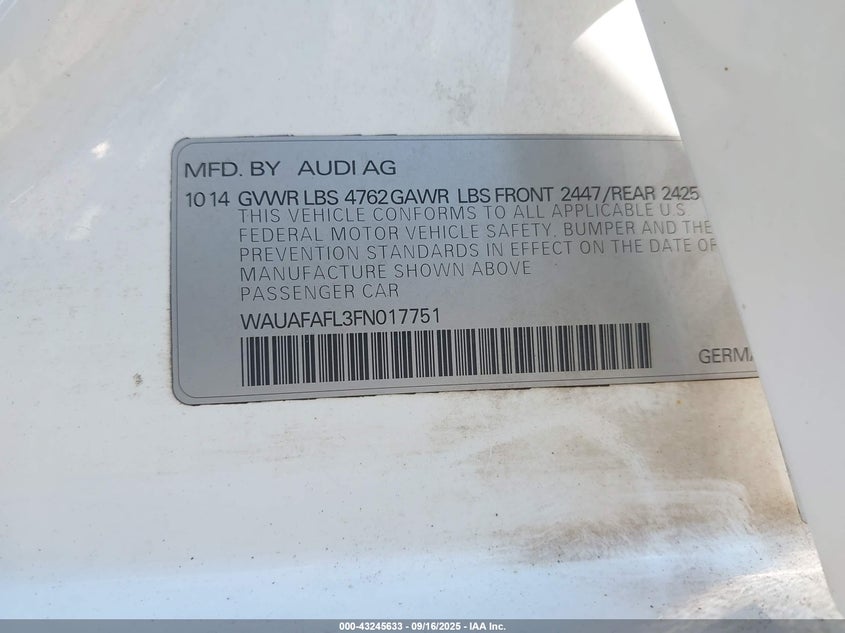 MFD. BY AUDI AG
10 14 GVWR LBS 4762 GAWR LBS FRONT 2447/REAR 2425
THIS VEHICLE CONFORMS TO ALL APPLICABLE U.S
FEDERAL MOTOR VEHICLE SAFETY, BUMPER AND THE
PREVENTION STANDARDS IN EFFECT ON THE DATE OF
MANUFACTURE SHOWN ABOVE
PASSENGER CAR
WAUAFAFL3FN017751
GERMA
000-43245633 - 09/16/2025 - IAA Inc.